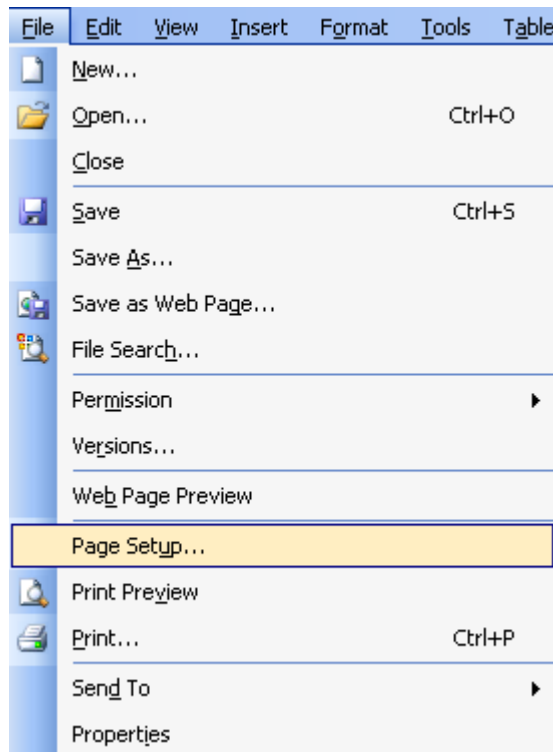 File Edit View Insert Format Tools Table
New...
Open... Ctrl+O
Close
Save Ctrl+S
Save As...
Save as Web Page...
File Search...
Permission
Versions...
Web Page Preview
Page Setup...
Print Preview
Print... Ctrl+P
Send To
Properties